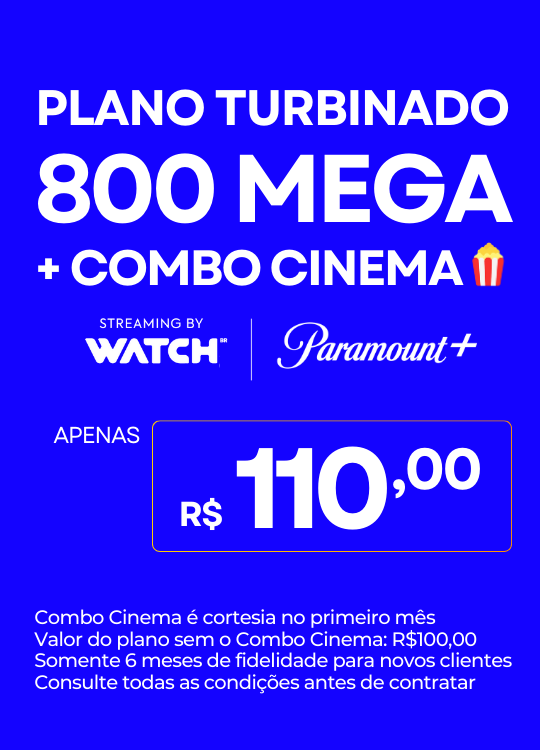 PLANO TURBINADO
800 MEGA
+ COMBO CINEMA
STREAMING BY
WATCH BR
Paramount+
APENAS
R$ 110,00
Combo Cinema é cortesia no primeiro mês
Valor do plano sem o Combo Cinema: R$100,00
Somente 6 meses de fidelidade para novos clientes
Consulte todas as condições antes de contratar